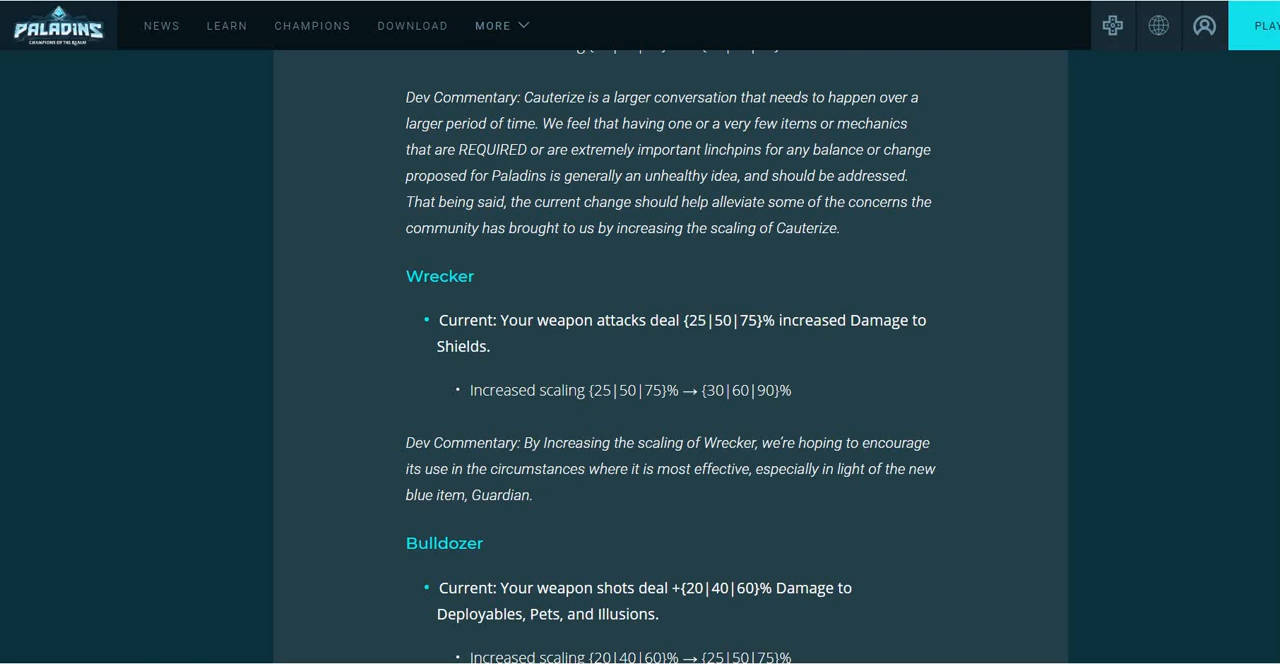 PALADINS
CHAMPIONS OF THE REALM
NEWS LEARN CHAMPIONS DOWNLOAD MORE
Dev Commentary: Cauterize is a larger conversation that needs to happen over a
larger period of time. We feel that having one or a very few items or mechanics
that are REQUIRED or are extremely important linchpins for any balance or change
proposed for Paladins is generally an unhealthy idea, and should be addressed.
That being said, the current change should help alleviate some of the concerns the
community has brought to us by increasing the scaling of Cauterize.
Wrecker
• Current: Your weapon attacks deal {25|50|75}% increased Damage to
Shields.
• Increased scaling {25|50|75}% → {30|60|90}%
Dev Commentary: By Increasing the scaling of Wrecker, we're hoping to encourage
its use in the circumstances where it is most effective, especially in light of the new
blue item, Guardian.
Bulldozer
• Current: Your weapon shots deal +{20|40|60}% Damage to
Deployables, Pets, and Illusions.
• Increased scaling {20|40|60}% → {25|50|75}%